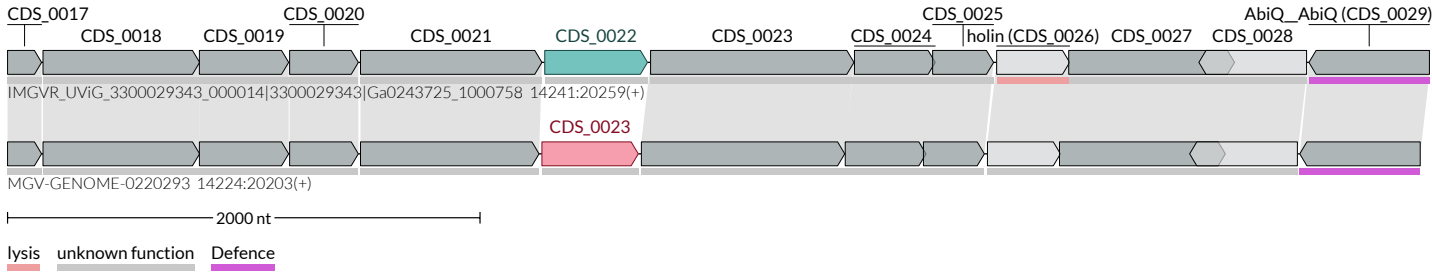 CDS_0017 CDS_0020 CDS_0025 AbiQ__AbiQ (CDS_0029)
CDS_0018 CDS_0019 CDS_0021 CDS_0022 CDS_0023 CDS_0024 holin (CDS_0026) CDS_0027 CDS_0028
IMGVR_UViG_3300029343_000014|3300029343|Ga0243725_1000758 14241:20259(+)
CDS_0023
MGV-GENOME-0220293 14224:20203(+)
2000 nt
lysis unknown function Defence